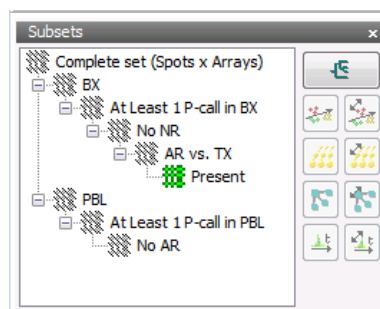 Subsets
Complete set (Spots x Arrays)
BX
At Least 1 P-call in BX
No NR
AR vs. TX
Present
PBL
At Least 1 P-call in PBL
No AR